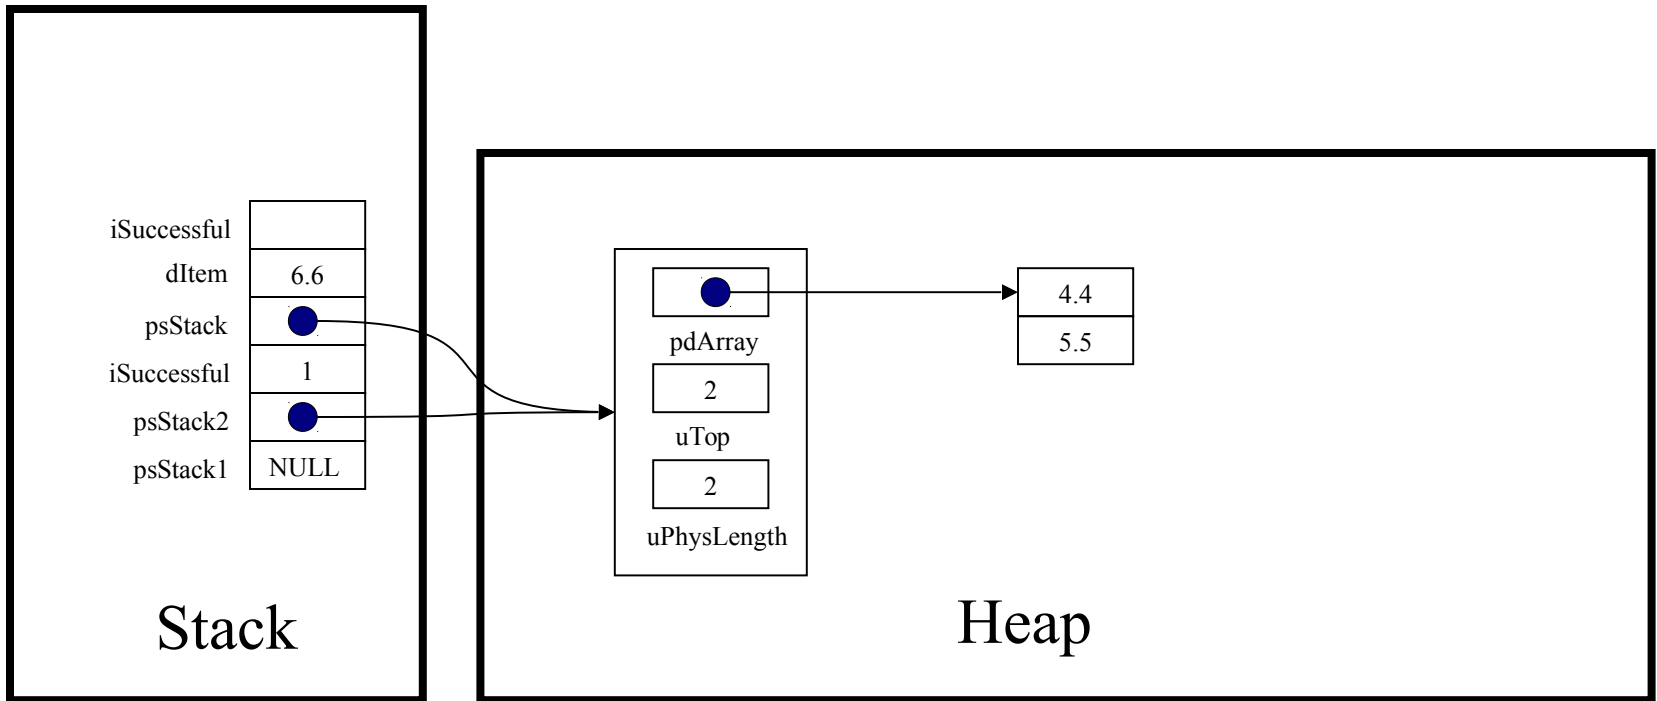 iSuccessful
dItem 6.6
psStack
iSuccessful 1
psStack2
psStack1 NULL
Stack
pdArray
2
uTop
2
uPhysLength
4.4
5.5
Heap